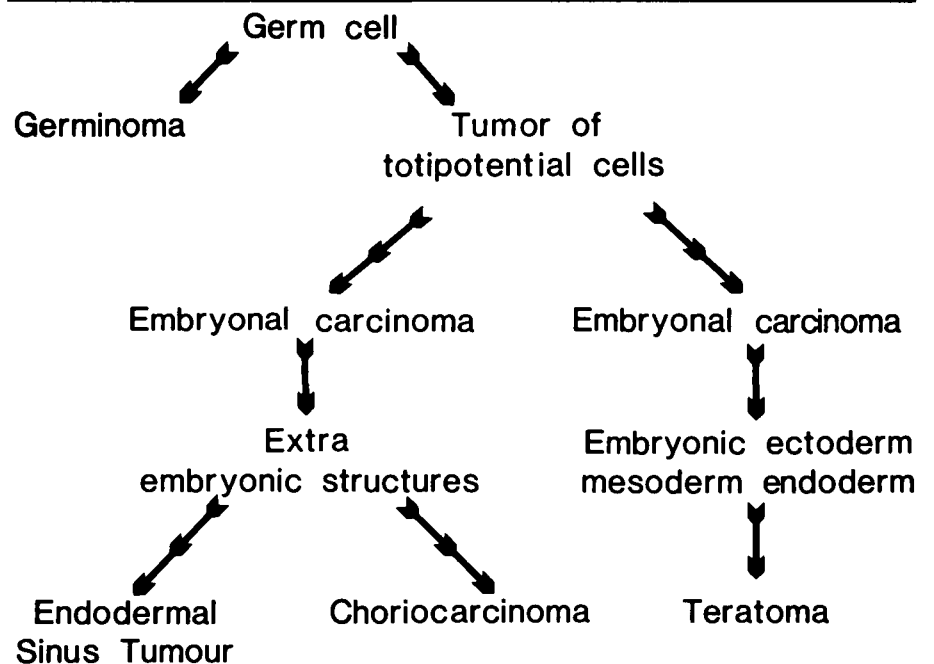 Germ cell
Germinoma
Tumor of
totipotential cells
Embryonal carcinoma
Embryonal carcinoma
Extra
embryonic structures
Embryonic ectoderm
mesoderm endoderm
Endodermal
Sinus Tumour
Choriocarcinoma
Teratoma